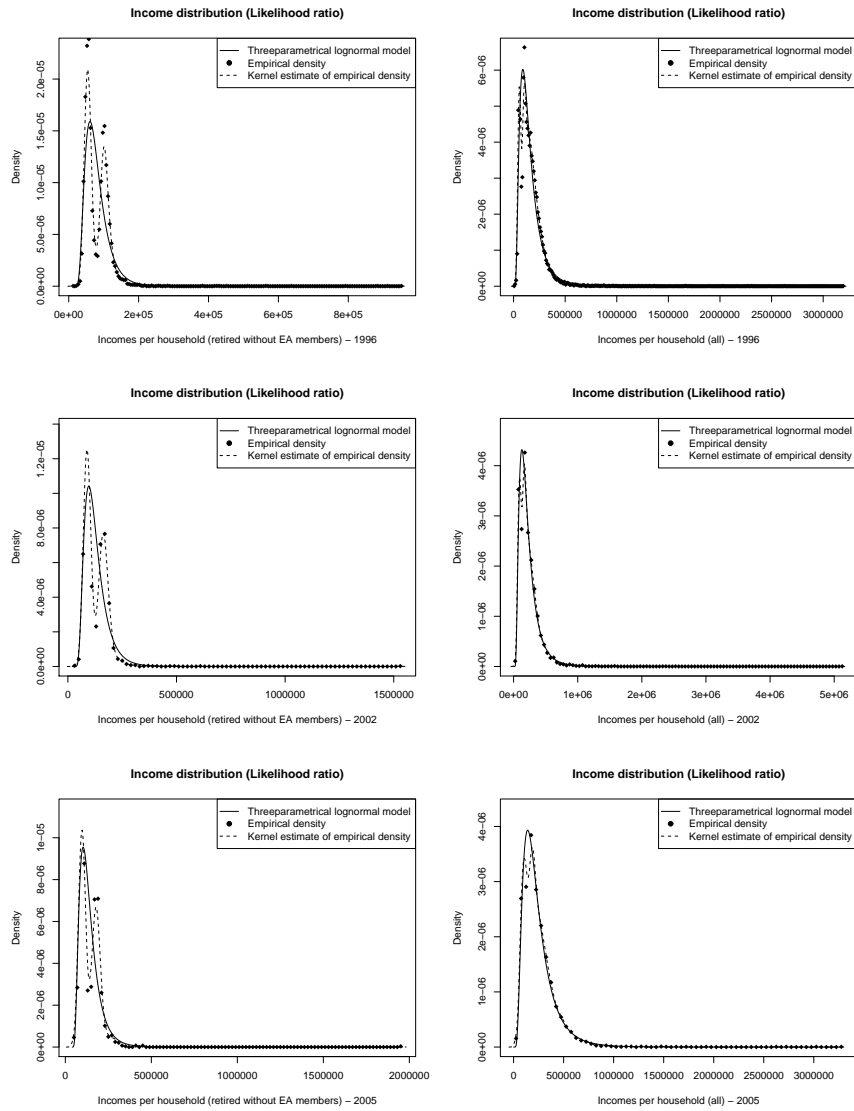 Income distribution (Likelihood ratio)
Threeparametrical lognormal model
Empirical density
Kernel estimate of empirical density
Density
0.0e+00 5.0e−06 1.0e−05 1.5e−05 2.0e−05
0e+00 2e+05 4e+05 6e+05 8e+05
Incomes per household (retired without EA members) − 1996
Income distribution (Likelihood ratio)
Threeparametrical lognormal model
Empirical density
Kernel estimate of empirical density
Density
0e+00 2e−06 4e−06 6e−06
0 500000 1000000 1500000 2000000 2500000 3000000
Incomes per household (all) − 1996
Income distribution (Likelihood ratio)
Threeparametrical lognormal model
Empirical density
Kernel estimate of empirical density
Density
0.0e+00 4.0e−06 8.0e−06 1.2e−05
0 500000 1000000 1500000
Incomes per household (retired without EA members) − 2002
Income distribution (Likelihood ratio)
Threeparametrical lognormal model
Empirical density
Kernel estimate of empirical density
Density
0e+00 1e−06 2e−06 3e−06 4e−06
0e+00 1e+06 2e+06 3e+06 4e+06 5e+06
Incomes per household (all) − 2002
Income distribution (Likelihood ratio)
Threeparametrical lognormal model
Empirical density
Kernel estimate of empirical density
Density
0e+00 2e−06 4e−06 6e−06 8e−06 1e−05
0 500000 1000000 1500000 2000000
Incomes per household (retired without EA members) − 2005
Income distribution (Likelihood ratio)
Threeparametrical lognormal model
Empirical density
Kernel estimate of empirical density
Density
0e+00 1e−06 2e−06 3e−06 4e−06
0 500000 1000000 1500000 2000000 2500000 3000000
Incomes per household (all) − 2005